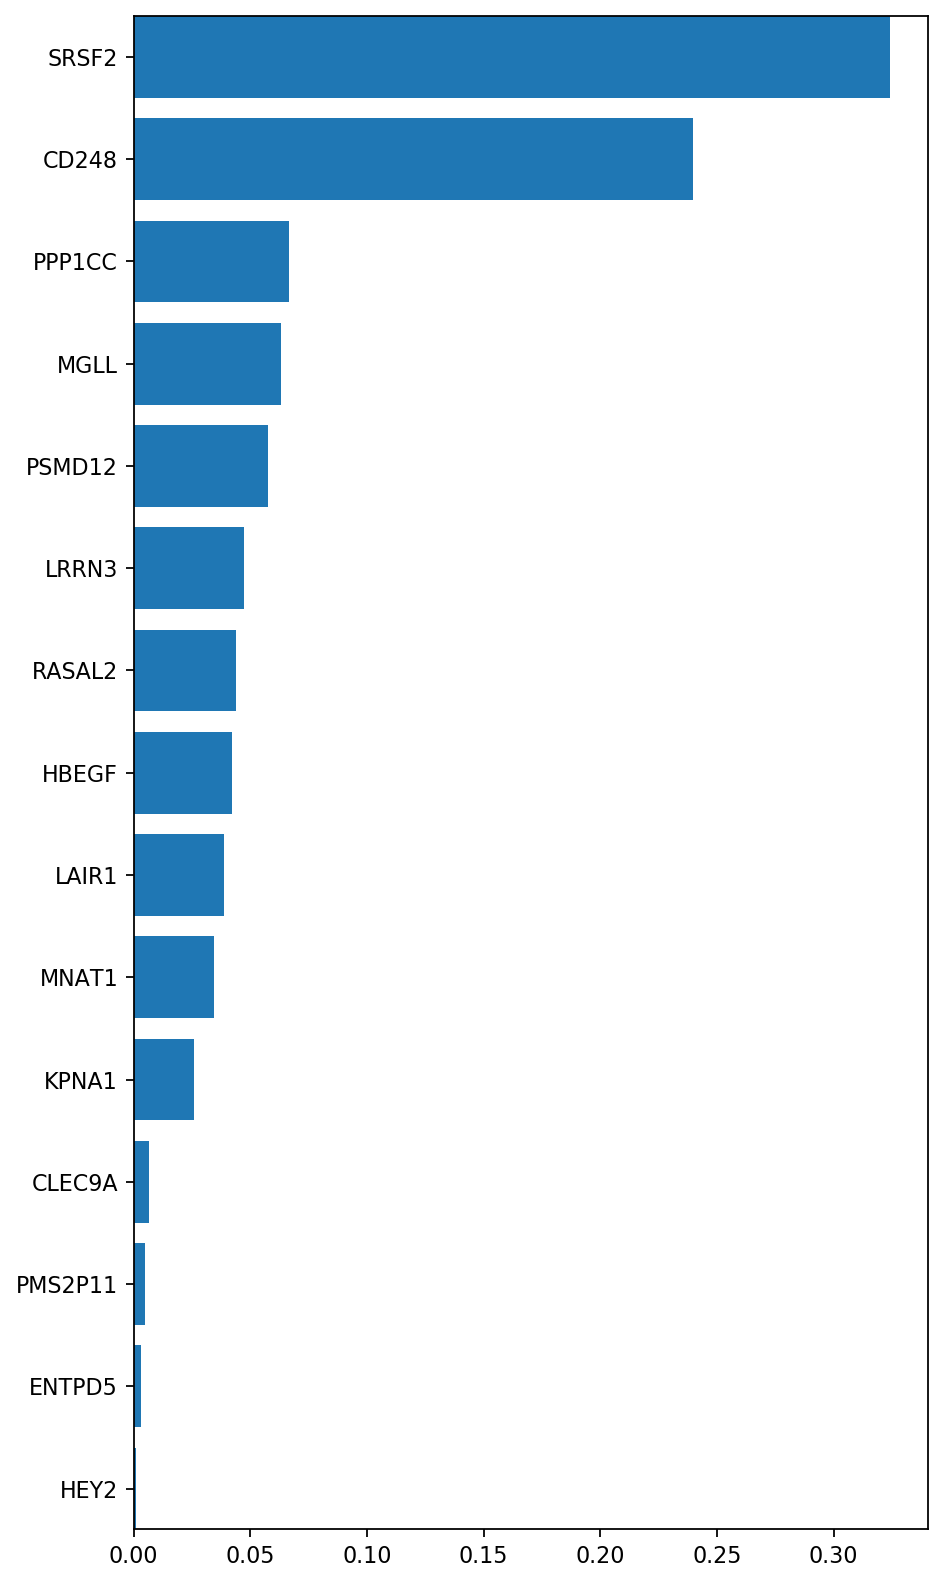 SRSF2
CD248
PPP1CC
MGLL
PSMD12
LRRN3
RASAL2
HBEGF
LAIR1
MNAT1
KPNA1
CLEC9A
PMS2P11
ENTPD5
HEY2
0.00 0.05 0.10 0.15 0.20 0.25 0.30